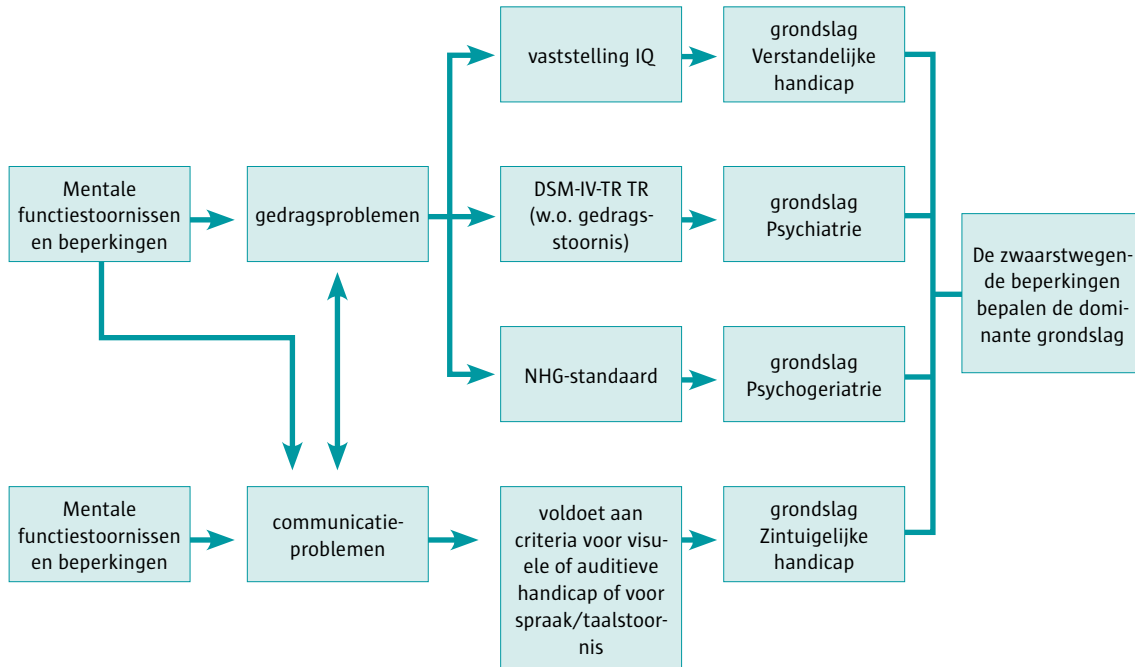 vaststelling IQ
grondslag
Verstandelijke
handicap
Mentale
functiestoornissen
en beperkingen
gedragsproblemen
DSM-IV-TR TR
(w.o. gedrags-
stoornis)
grondslag
Psychiatrie
De zwaarstwegen-
de beperkingen
bepalen de domi-
nante grondslag
NHG-standaard
grondslag
Psychogeriatrie
Mentale
functiestoornissen
en beperkingen
communicatie-
problemen
voldoet aan
criteria voor visu-
ele of auditieve
handicap of voor
spraak/taalstoor-
nis
grondslag
Zintuigelijke
handicap